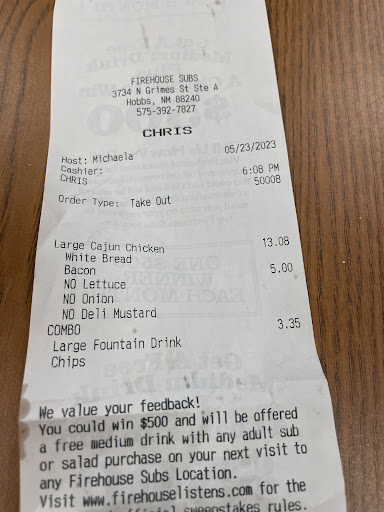 FIREHOUSE SUBS
3734 N Grimes St Ste A
Hobbs, NM 88240
575-392-7827
CHRIS
Host: Michaela 05/23/2023
Cashier: 6:08 PM
CHRIS 50008
Order Type: Take Out
Large Cajun Chicken 13.08
White Bread
Bacon 5.00
NO Lettuce
NO Onion
NO Deli Mustard
COMBO 3.35
Large Fountain Drink
Chips
We value your feedback!
You could win $500 and will be offered
a free medium drink with any adult sub
or salad purchase on your next visit to
any Firehouse Subs Location.
Visit www.firehouselistens.com for the
official sweepstakes rules.